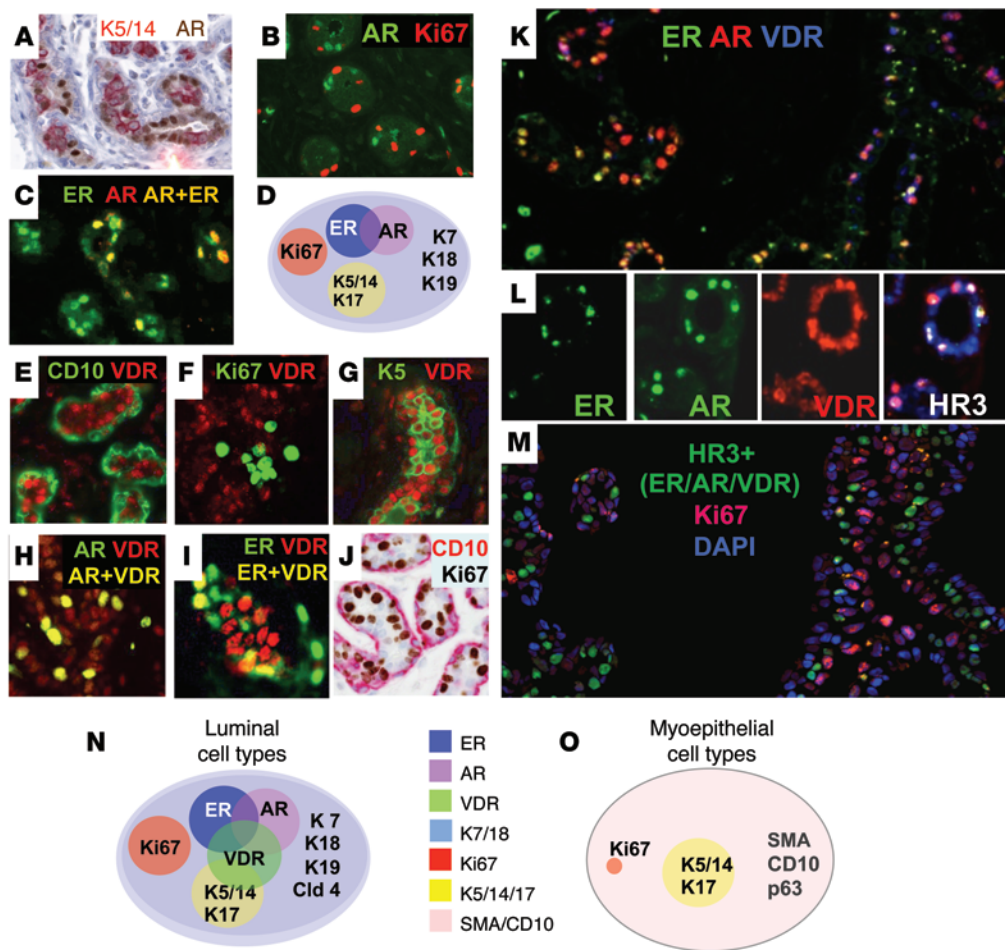 A
K5/14 AR
B
AR Ki67
C
ER AR AR+ER
D
ER
AR
Ki67
K5/14
K17
K7
K18
K19
E
CD10 VDR
F
Ki67 VDR
G
K5 VDR
H
AR VDR
AR+VDR
I
ER VDR
ER+VDR
J
CD10
Ki67
K
ER AR VDR
L
ER
AR
VDR
HR3
M
HR3+
(ER/AR/VDR)
Ki67
DAPI
N
Luminal
cell types
ER
AR
Ki67
VDR
K5/14
K17
K 7
K18
K19
Cld 4
ER
AR
VDR
K7/18
Ki67
K5/14/17
SMA/CD10
O
Myoepithelial
cell types
Ki67
K5/14
K17
SMA
CD10
p63